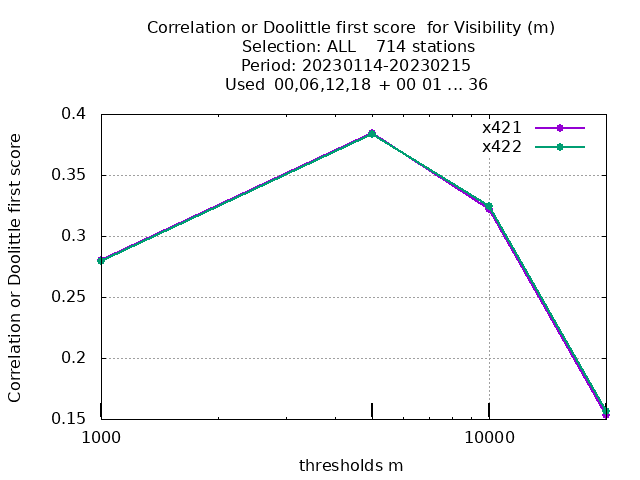 Correlation or Doolittle first score  for Visibility (m)
Selection: ALL    714 stations
Period: 20230114-20230215
Used  00,06,12,18  + 00 01 ... 36
Correlation or Doolittle first score
0.4
0.35
0.3
0.25
0.2
0.15
x421
x422
1000
10000
thresholds m